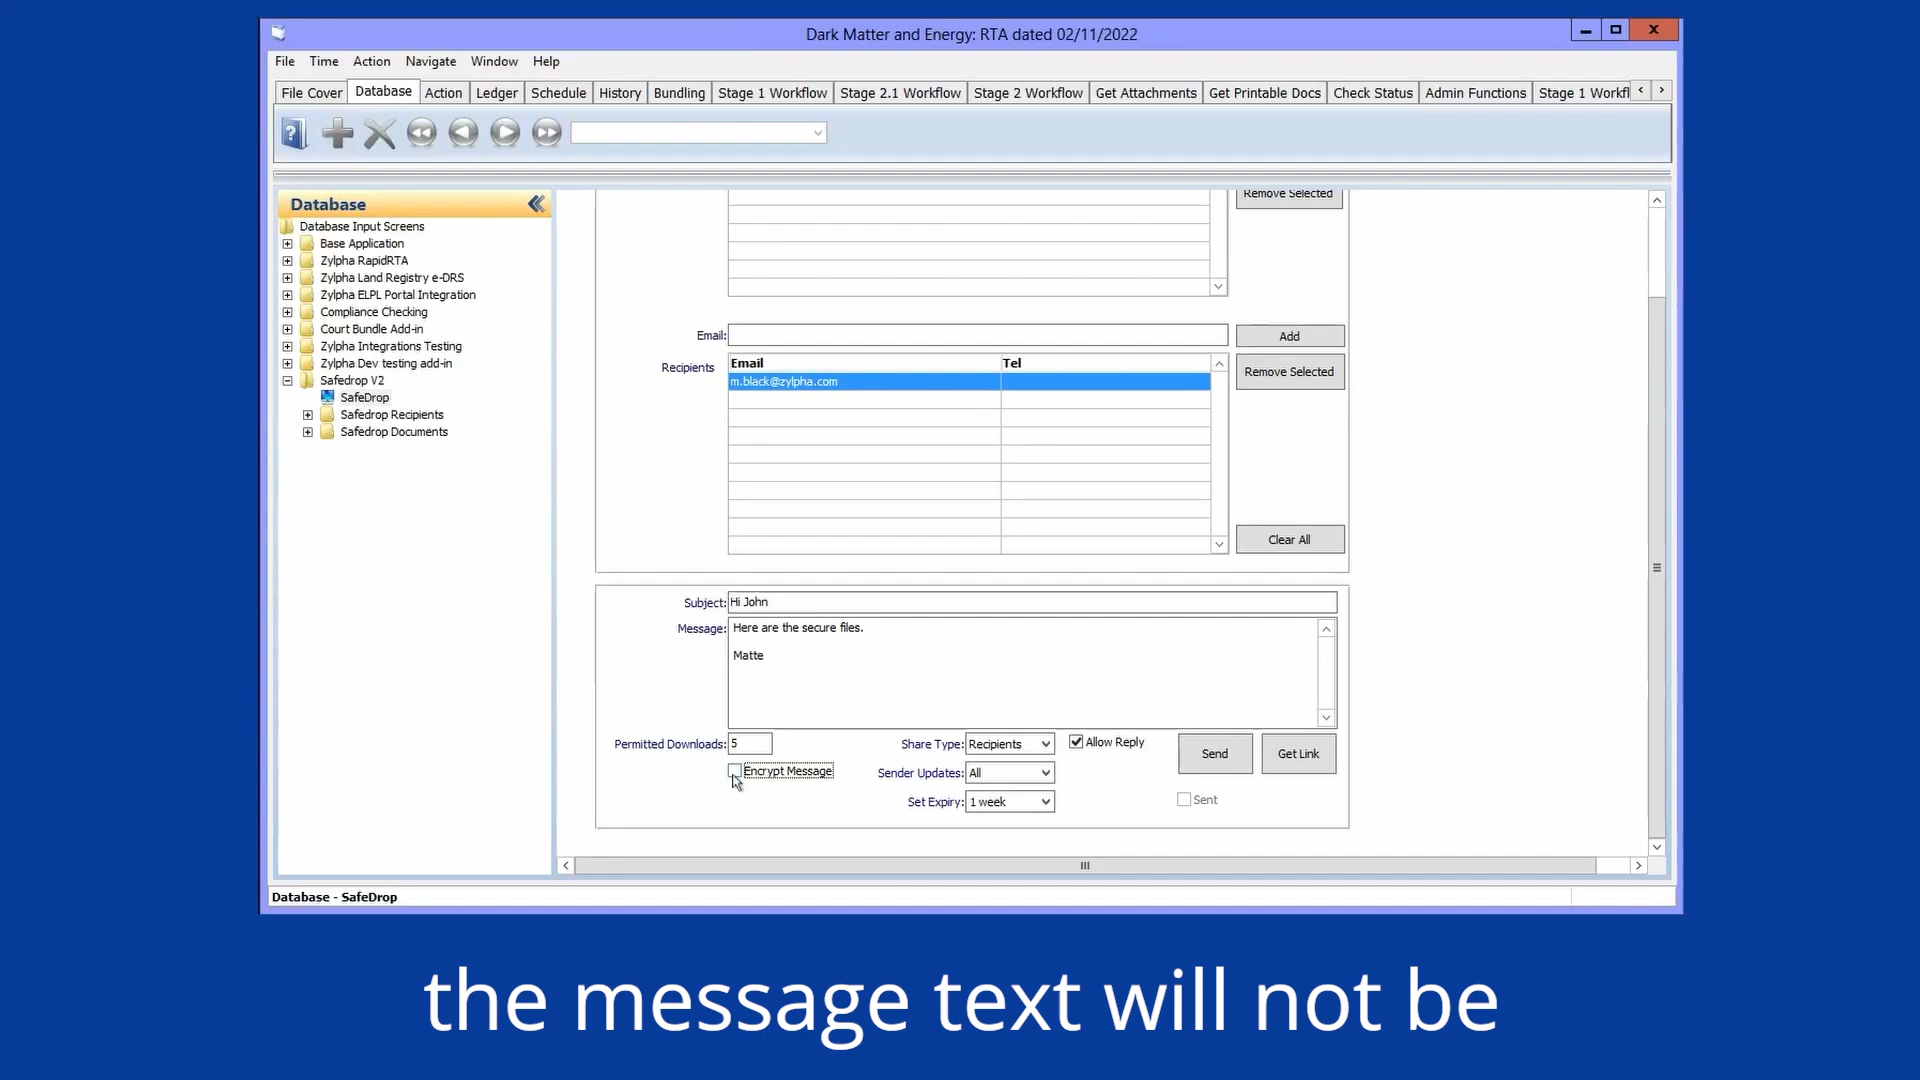 Dark Matter and Energy: RTA dated 02/11/2022
File Time Action Navigate Window Help
File Cover Database Action Ledger Schedule History Bundling Stage 1 Workflow Stage 2.1 Workflow Stage 2 Workflow Get Attachments Get Printable Docs Check Status Admin Functions Stage 1 Workfl
Database
Database Input Screens
Base Application
Zylpha RapidRTA
Zylpha Land Registry e-DRS
Zylpha ELPL Portal Integration
Compliance Checking
Court Bundle Add-in
Zylpha Integrations Testing
Zylpha Dev testing add-in
Safedrop V2
SafeDrop
Safedrop Recipients
Safedrop Documents
Remove Selected
Email:
Add
Recipients
Email Tel
m.black@zylpha.com
Remove Selected
Clear All
Subject: Hi John
Message: Here are the secure files.
Matte
Permitted Downloads: 5
Encrypt Message
Share Type: Recipients
Sender Updates: All
Set Expiry: 1 week
Allow Reply
Send
Get Link
Sent
Database - SafeDrop
the message text will not be